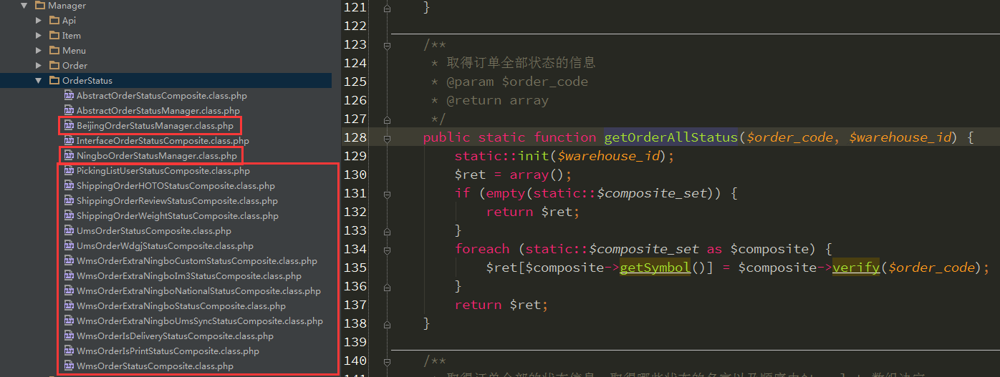 Manager
Api
Item
Menu
Order
OrderStatus
AbstractOrderStatusComposite.class.php
AbstractOrderStatusManager.class.php
BeijingOrderStatusManager.class.php
InterfaceOrderStatusComposite.class.php
NingboOrderStatusManager.class.php
PickingListUserStatusComposite.class.php
ShippingOrderHOTOStatusComposite.class.php
ShippingOrderReviewStatusComposite.class.php
ShippingOrderWeightStatusComposite.class.php
UmsOrderStatusComposite.class.php
UmsOrderWdgjStatusComposite.class.php
WmsOrderExtraNingboCustomStatusComposite.class.php
WmsOrderExtraNingboIm3StatusComposite.class.php
WmsOrderExtraNingboNationalStatusComposite.class.php
WmsOrderExtraNingboStatusComposite.class.php
WmsOrderExtraNingboUmsSyncStatusComposite.class.php
WmsOrderIsDeliveryStatusComposite.class.php
WmsOrderIsPrintStatusComposite.class.php
WmsOrderStatusComposite.class.php
121 }
122
123 /**
124 * 取得订单全部状态的信息
125 * @param $order_code
126 * @return array
127 */
128 public static function getOrderAllStatus($order_code, $warehouse_id) {
129 static::init($warehouse_id);
130 $ret = array();
131 if (empty(static::$composite_set)) {
132 return $ret;
133 }
134 foreach (static::$composite_set as $composite) {
135 $ret[$composite->getSymbol()] = $composite->verify($order_code);
136 }
137 return $ret;
138 }
139
140 /**